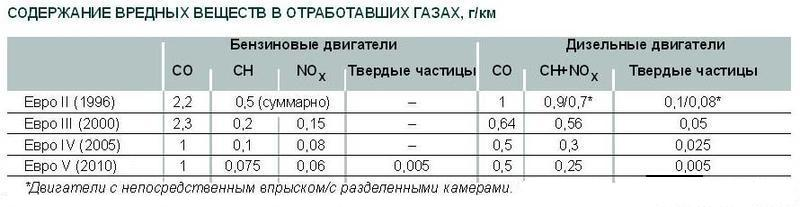 СОДЕРЖАНИЕ ВРЕДНЫХ ВЕЩЕСТВ В ОТРАБОТАВШИХ ГАЗАХ, г/км
Бензиновые двигатели Дизельные двигатели
CO CH NOX Твердые частицы CO CH+NOX Твердые частицы
Евро II (1996) 2,2 0,5 (суммарно) – 1 0,9/0,7* 0,1/0,08*
Евро III (2000) 2,3 0,2 0,15 – 0,64 0,56 0,05
Евро IV (2005) 1 0,1 0,08 – 0,5 0,3 0,025
Евро V (2010) 1 0,075 0,06 0,005 0,5 0,25 0,005
*Двигатели с непосредственным впрыском/с разделенными камерами.